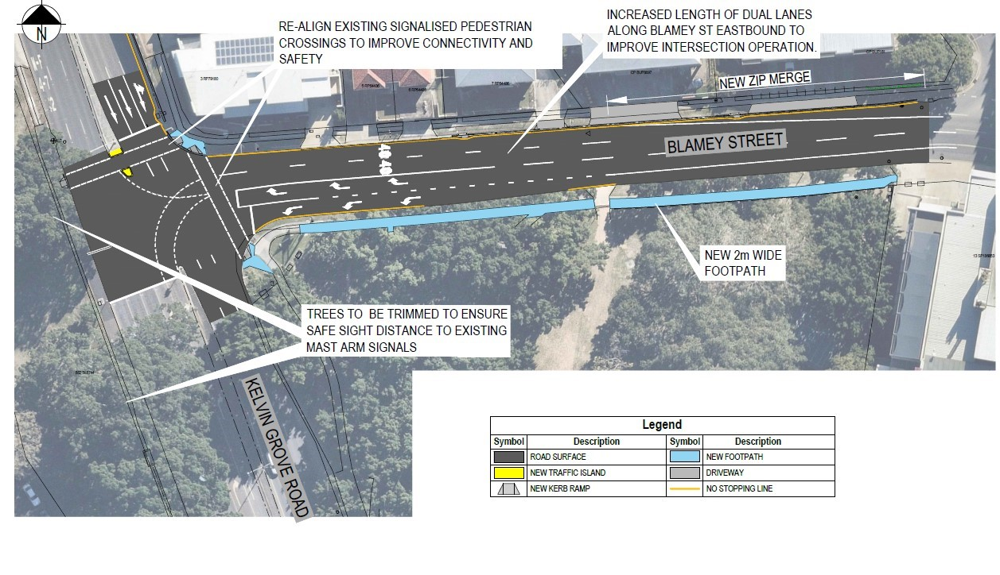 N
RE-ALIGN EXISTING SIGNALISED PEDESTRIAN
CROSSINGS TO IMPROVE CONNECTIVITY AND
SAFETY
INCREASED LENGTH OF DUAL LANES
ALONG BLAMEY ST EASTBOUND TO
IMPROVE INTERSECTION OPERATION.
NEW ZIP MERGE
BLAMEY STREET
40 40
NEW 2m WIDE
FOOTPATH
TREES TO BE TRIMMED TO ENSURE
SAFE SIGHT DISTANCE TO EXISTING
MAST ARM SIGNALS
KELVIN GROVE ROAD
Legend
Symbol Description Symbol Description
ROAD SURFACE NEW FOOTPATH
NEW TRAFFIC ISLAND DRIVEWAY
NEW KERB RAMP NO STOPPING LINE